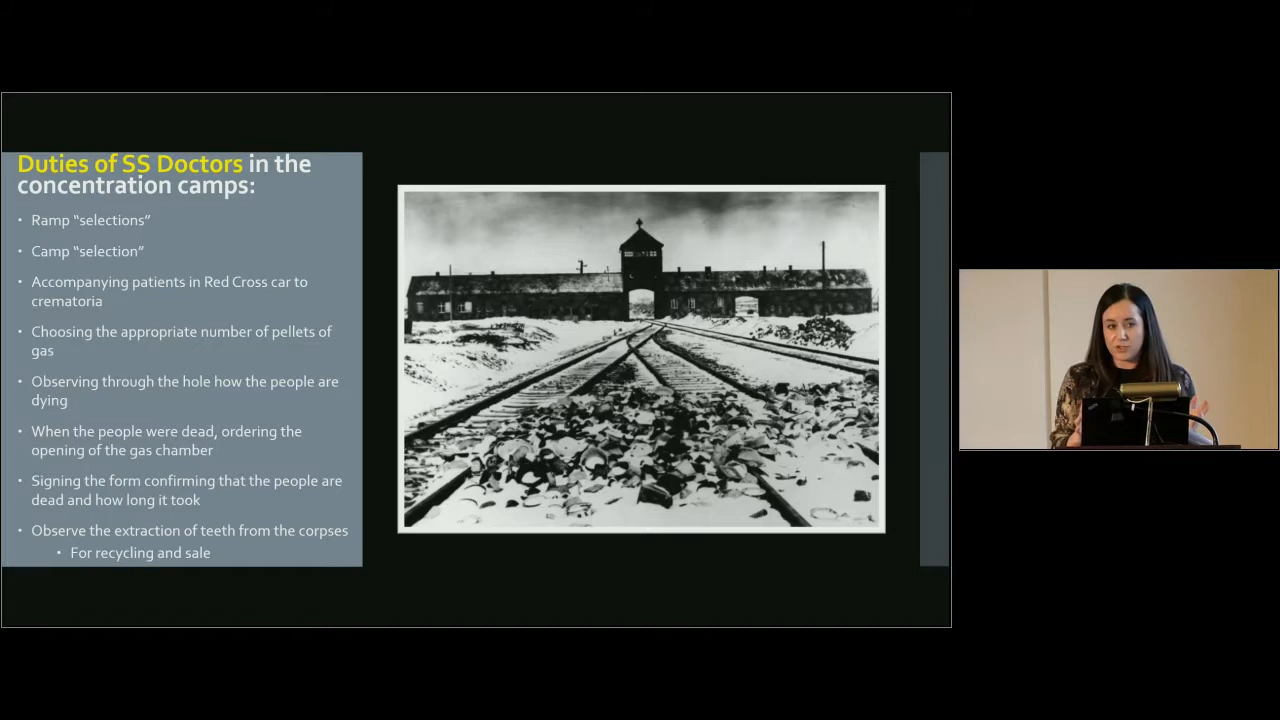 Duties of SS Doctors in the
concentration camps:
• Ramp “selections”
• Camp “selection”
• Accompanying patients in Red Cross car to
crematoria
• Choosing the appropriate number of pellets of
gas
• Observing through the hole how the people are
dying
• When the people were dead, ordering the
opening of the gas chamber
• Signing the form confirming that the people are
dead and how long it took
• Observe the extraction of teeth from the corpses
• For recycling and sale